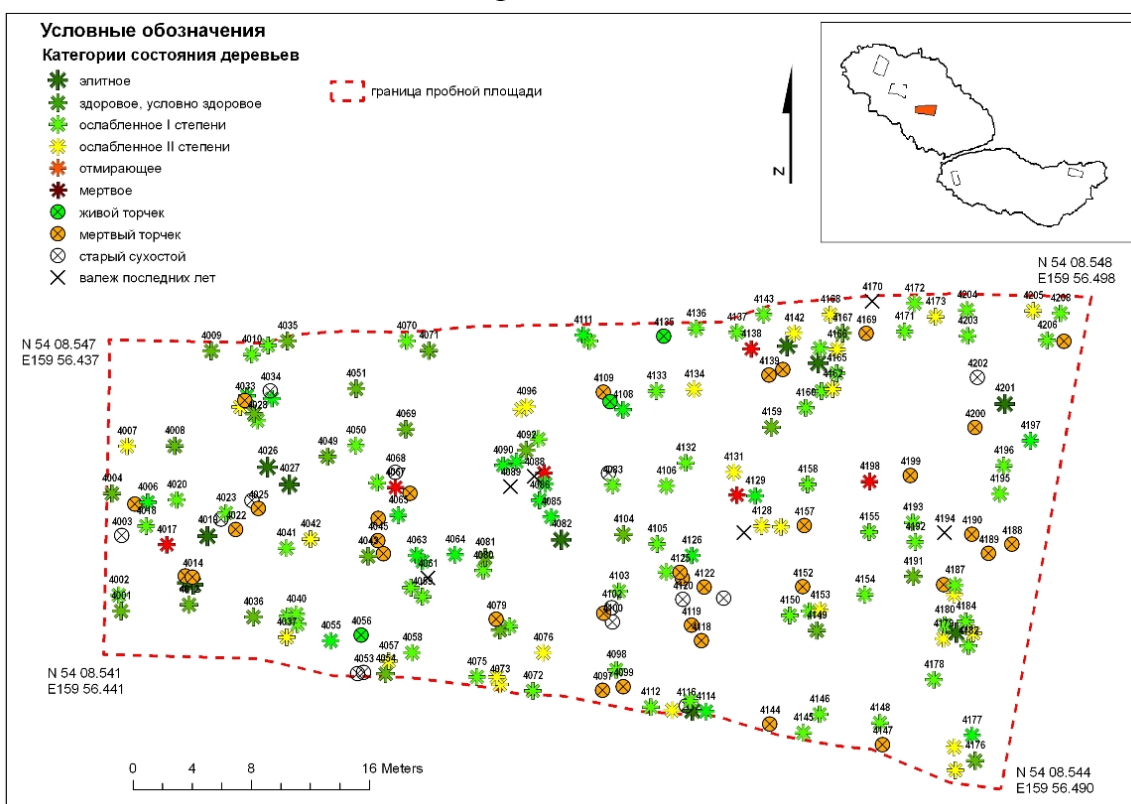 Условные обозначения
Категории состояния деревьев
элитное
здоровое, условно здоровое
ослабленное I степени
ослабленное II степени
отмирающее
мертвое
живой торчек
мертвый торчек
старый сухостой
валеж последних лет
граница пробной площади
N
N 54 08.548
E159 56.498
N 54 08.547
E159 56.437
4170 4172
4143 4168 4173 4204 4205 4208
4009 4010 4035 4070 4071 4111 4135 4136 4137 4138 4142 4167 4169 4171 4203 4206
4033 4034 4051 4109 4108 4133 4134 4139 4165 4162 4166 4202 4201
4028 4096 4159 4200 4197
4007 4008 4026 4049 4050 4069 4092 4132
4004 4006 4020 4027 4068 4067 4090 4088 4089 4083 4106 4131 4129 4158 4198 4199 4196 4195
4003 4018 4023 4025 4022 4065 4086 4085
4017 4016 4041 4042 4045 4043 4082 4104 4105 4128 4157 4155 4193 4192 4194 4190 4189 4188
4014 4063 4064 4061 4081 4080 4126 4125 4191
4002 4001 4103 4102 4100 4122 4120 4152 4153 4154 4187
4036 4040 4037 4055 4056 4079 4119 4118 4150 4149 4180 4184
4053 4054 4057 4058 4075 4073 4076 4072 4098 4097 4099 4178
4112 4116 4114 4144 4145 4146 4148 4147 4177 4176
N 54 08.541
E159 56.441
N 54 08.544
E159 56.490
0 4 8 16 Meters